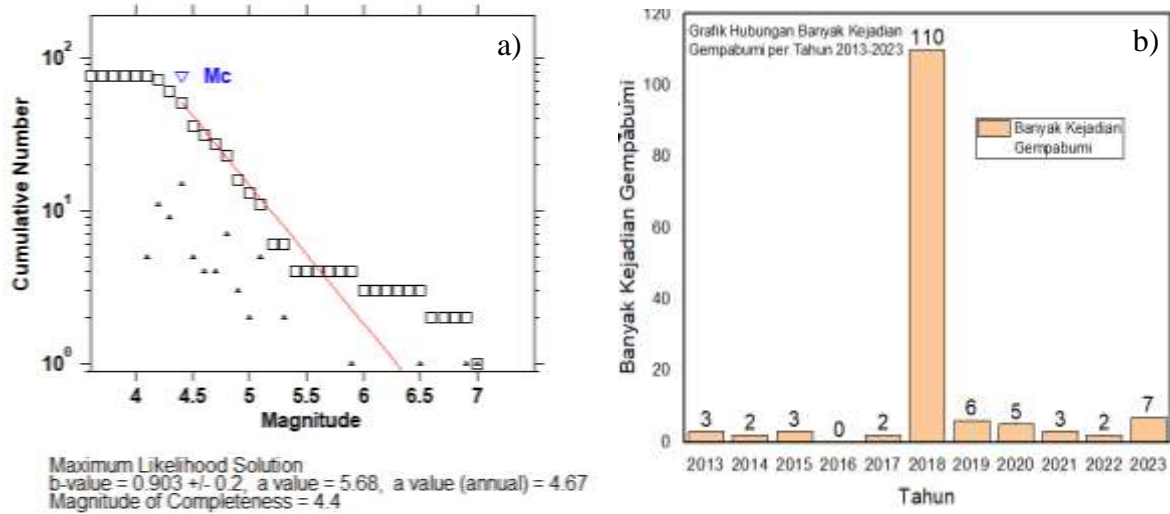 a)
10²
Mc
10¹
10⁰
Cumulative Number
4 4.5 5 5.5 6 6.5 7
Magnitude
Maximum Likelihood Solution
b-value = 0.903 +/- 0.2, a value = 5.68, a value (annual) = 4.67
Magnitude of Completeness = 4.4
b)
Grafik Hubungan Banyak Kejadian
Gempabumi per Tahun 2013-2023
Banyak Kejadian
Gempabumi
Banyak Kejadian Gempabumi
120
100
80
60
40
20
0
3 2 3 0 2 110 6 5 3 2 7
2013 2014 2015 2016 2017 2018 2019 2020 2021 2022 2023
Tahun